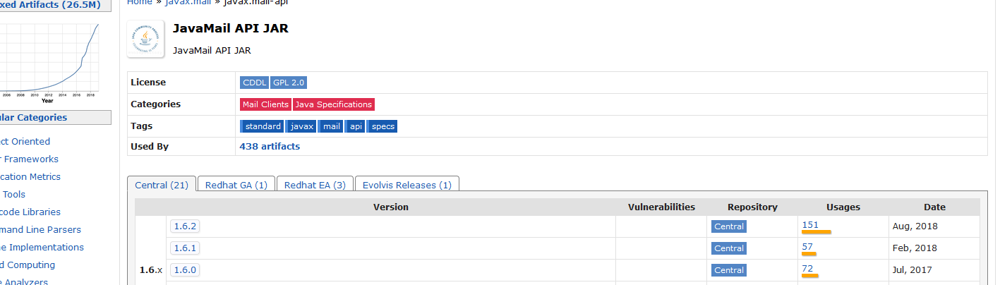 xed Artifacts (26.5M)
2006 2008 2010 2012 2014 2016 2018
Year
lar Categories
ct Oriented
r Frameworks
cation Metrics
Tools
code Libraries
mand Line Parsers
e Implementations
d Computing
e Analyzers
Home » javax.mail » javax.mail-api
JavaMail API JAR
JavaMail API JAR
License CDDL GPL 2.0
Categories Mail Clients Java Specifications
Tags standard javax mail api specs
Used By 438 artifacts
Central (21) Redhat GA (1) Redhat EA (3) Evolvis Releases (1)
Version Vulnerabilities Repository Usages Date
1.6.2 Central 151 Aug, 2018
1.6.1 Central 57 Feb, 2018
1.6.x 1.6.0 Central 72 Jul, 2017